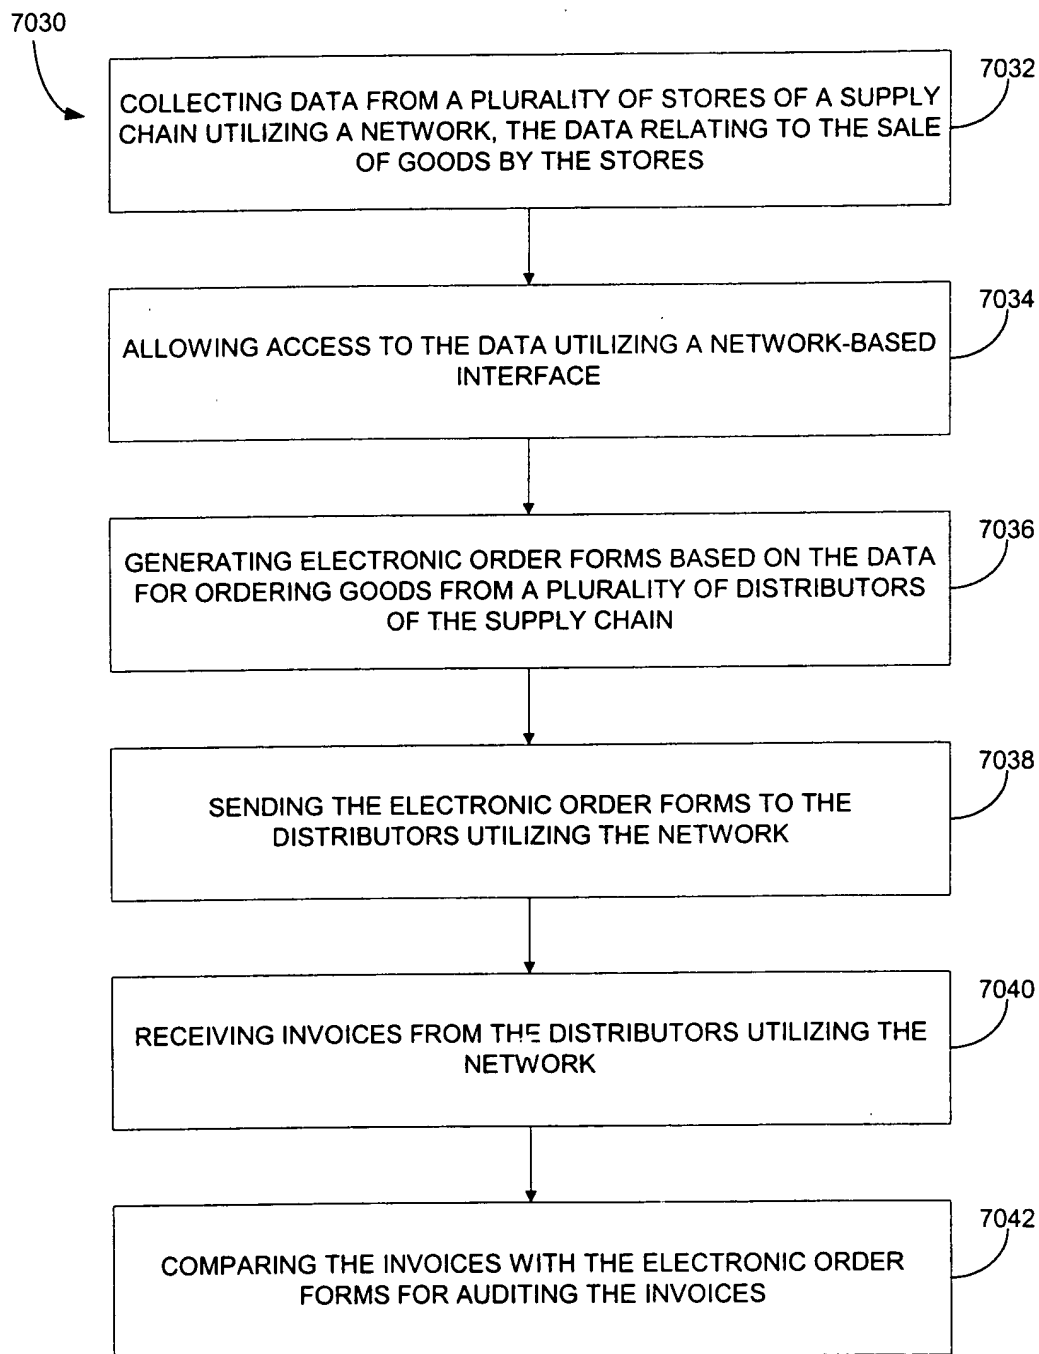 7030
7032
COLLECTING DATA FROM A PLURALITY OF STORES OF A SUPPLY
CHAIN UTILIZING A NETWORK, THE DATA RELATING TO THE SALE
OF GOODS BY THE STORES
7034
ALLOWING ACCESS TO THE DATA UTILIZING A NETWORK-BASED
INTERFACE
7036
GENERATING ELECTRONIC ORDER FORMS BASED ON THE DATA
FOR ORDERING GOODS FROM A PLURALITY OF DISTRIBUTORS
OF THE SUPPLY CHAIN
7038
SENDING THE ELECTRONIC ORDER FORMS TO THE
DISTRIBUTORS UTILIZING THE NETWORK
7040
RECEIVING INVOICES FROM THE DISTRIBUTORS UTILIZING THE
NETWORK
7042
COMPARING THE INVOICES WITH THE ELECTRONIC ORDER
FORMS FOR AUDITING THE INVOICES